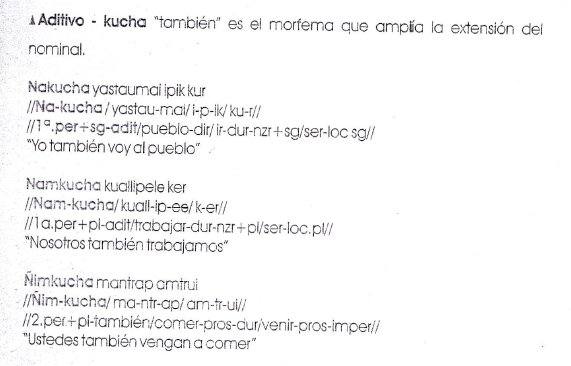 ▲Aditivo - kucha "también" es el morfema que amplía la extensión del
nominal.
Nakucha yastaumai ipik kur
//Na-kucha/ yastau-mai/ i-p-ik/ ku-r//
//1ª.per+sg-adit/pueblo-dir/ ir-dur-nzr+sg/ser-loc sg//
"Yo también voy al pueblo"
Namkucha kuallipele ker
//Nam-kucha/ kuall-ip-ee/ k-er//
//1a.per+pl-adit/trabajar-dur-nzr+pl/ser-loc.pl//
"Nosotros también trabajamos"
Ñimkucha mantrap amtrui
//Ñim-kucha/ ma-ntr-ap/ am-tr-ui//
//2.per+pl-también/comer-pros-dur/venir-pros-imper//
"Ustedes también vengan a comer"